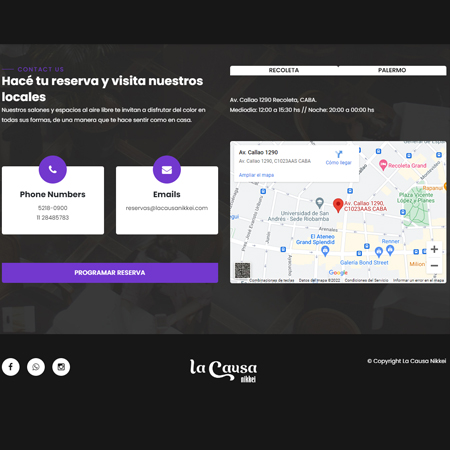 CONTACT US
Hacé tu reserva y visita nuestros
locales
Nuestros salones y espacios al aire libre te invitan a disfrutar del color en
todas sus formas, de una manera que te hace sentir como en casa.
Phone Numbers
5218-0900
11 28485783
Emails
reservas@lacausanikkei.com
PROGRAMAR RESERVA
RECOLETA
PALERMO
Av. Callao 1290 Recoleta, CABA.
Mediodía: 12:00 a 15:30 hs // Noche: 20:00 a 00:00 hs
Av. Callao 1290
Av. Callao 1290, C1023AAS CABA
Cómo llegar
Ampliar el mapa
Recoleta Grand
Rapano
Plaza Vicente
López y Planes
Av. Callao 1290,
C1023AAS CABA
Universidad de San
Andrés - Sede Riobamba
Arenales
El Ateneo
Grand Splendid
Renner
Galería Bond Street
Milion
Google
Combinaciones de teclas
Datos del mapa ©2022
Condiciones del Servicio
Informar un error en el mapa
La Causa
nikkei
© Copyright La Causa Nikkei